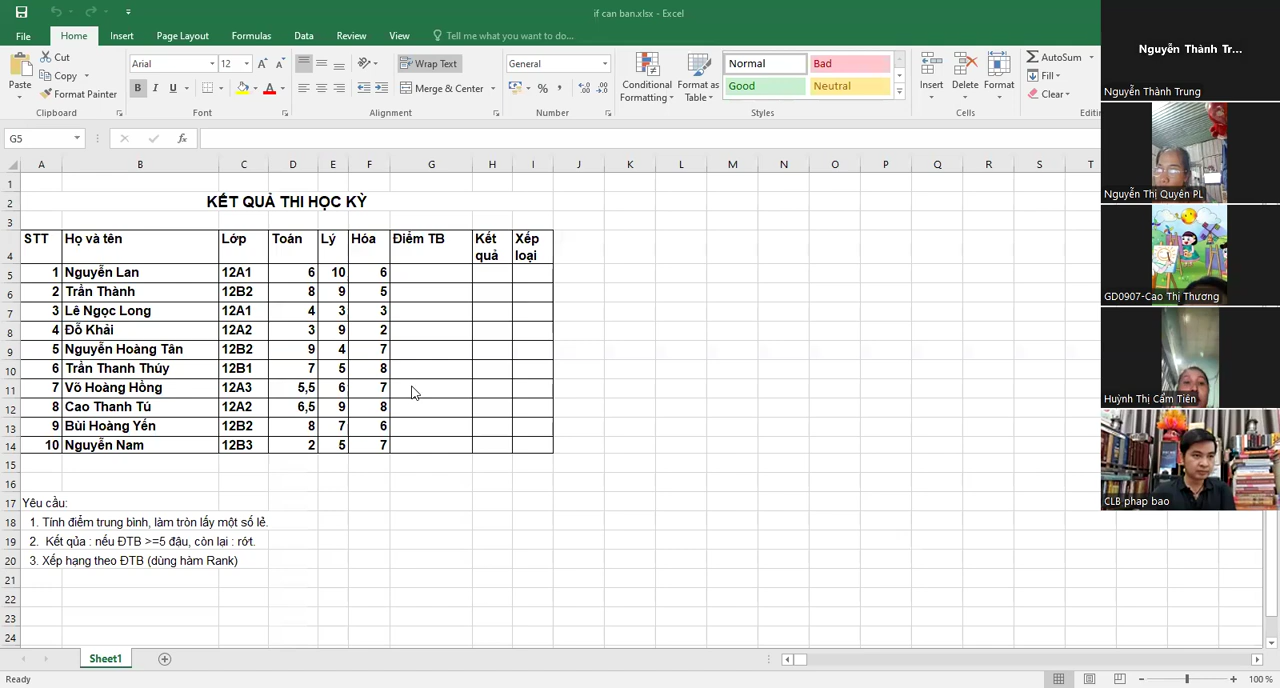 if can ban.xlsx - Excel
File Home Insert Page Layout Formulas Data Review View Tell me what you want to do...
Paste
Cut
Copy
Format Painter
Clipboard
Arial
B I U
Font
Wrap Text
Merge & Center
Alignment
General
Number
Conditional Formatting
Format as Table
Normal Bad
Good Neutral
Styles
Insert Delete Format
Cells
AutoSum
Fill
Clear
G5
fx
A B C D E F G H I J K L M N O P Q R S T
1
2 KẾT QUẢ THI HỌC KỲ
3
4 STT Họ và tên Lớp Toán Lý Hóa Điểm TB Kết quả Xếp loại
5 1 Nguyễn Lan 12A1 6 10 6
6 2 Trần Thành 12B2 8 9 5
7 3 Lê Ngọc Long 12A1 4 3 3
8 4 Đỗ Khải 12A2 3 9 2
9 5 Nguyễn Hoàng Tân 12B2 9 4 7
10 6 Trần Thanh Thúy 12B1 7 5 8
11 7 Võ Hoàng Hồng 12A3 5,5 6 7
12 8 Cao Thanh Tú 12A2 6,5 9 8
13 9 Bùi Hoàng Yến 12B2 8 7 6
14 10 Nguyễn Nam 12B3 2 5 7
15
16
17 Yêu cầu:
18 1. Tính điểm trung bình, làm tròn lấy một số lẻ.
19 2. Kết qủa : nếu ĐTB >=5 đậu, còn lại : rớt.
20 3. Xếp hạng theo ĐTB (dùng hàm Rank)
21
22
23
24
Sheet1
Ready
100 %
Nguyễn Thành Tr...
Nguyễn Thành Trung
Nguyễn Thị Quyến PL
GD0907-Cao Thị Thương
Huỳnh Thị Cẩm Tiên
CLB phap bao